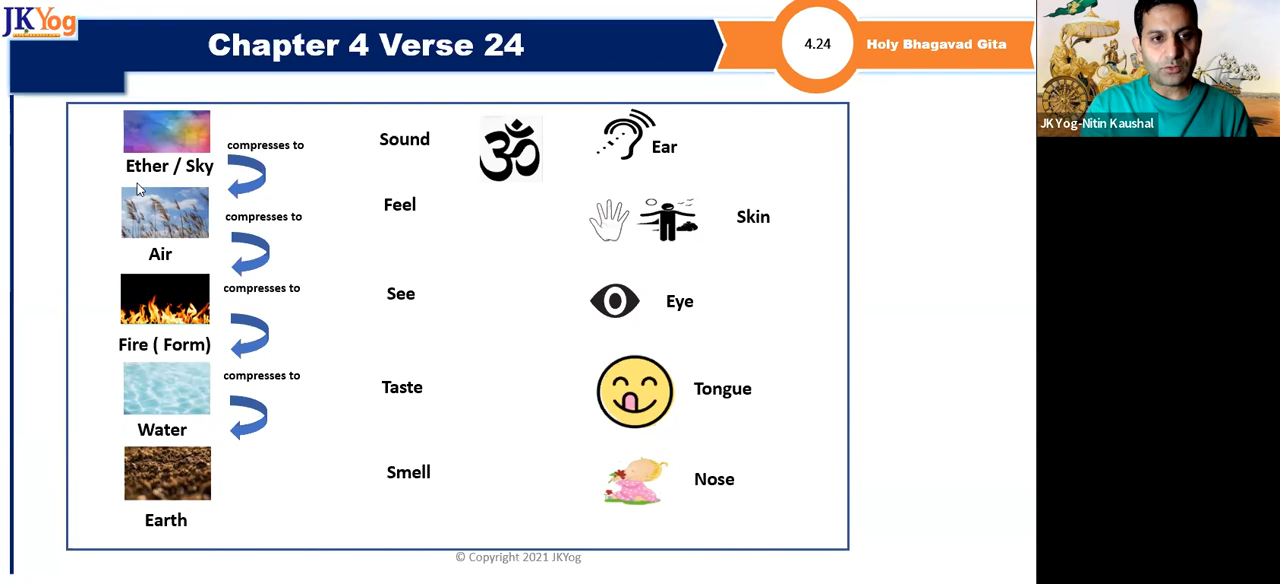 JKYog
Chapter 4 Verse 24
4.24
Holy Bhagavad Gita
JKYog-Nitin Kaushal
compresses to
Sound
ॐ
Ear
Ether / Sky
compresses to
Feel
Skin
Air
compresses to
See
Eye
Fire ( Form)
compresses to
Taste
Tongue
Water
Smell
Nose
Earth
© Copyright 2021 JKYog